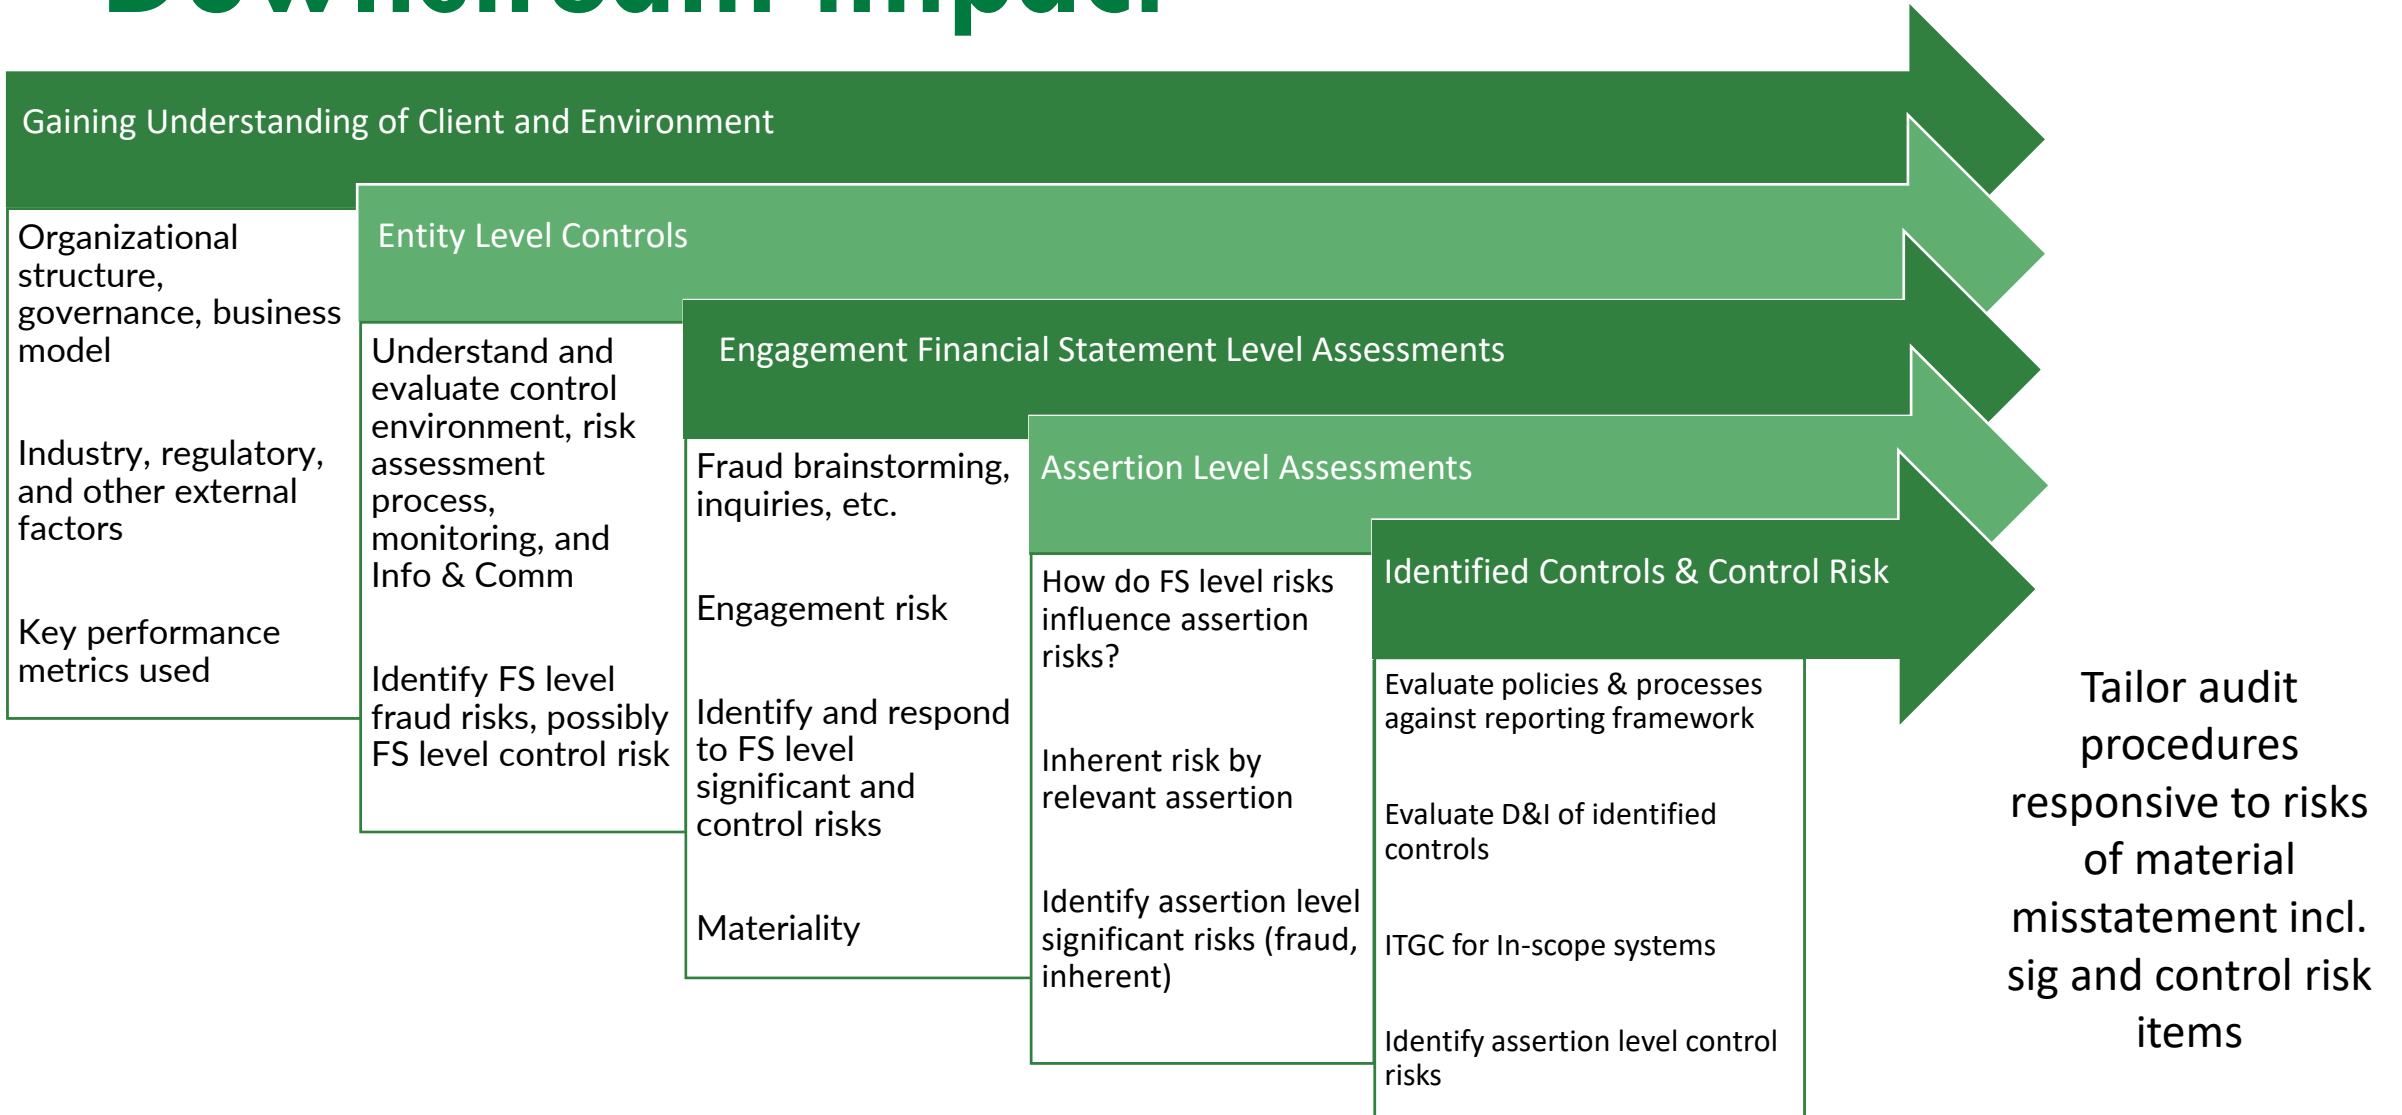 Downstream Impact
Gaining Understanding of Client and Environment
Organizational
structure,
governance, business
model
Industry, regulatory,
and other external
factors
Key performance
metrics used
Entity Level Controls
Understand and
evaluate control
environment, risk
assessment
process,
monitoring, and
Info & Comm
Identify FS level
fraud risks, possibly
FS level control risk
Engagement Financial Statement Level Assessments
Fraud brainstorming,
inquiries, etc.
Engagement risk
Identify and respond
to FS level
significant and
control risks
Materiality
Assertion Level Assessments
How do FS level risks
influence assertion
risks?
Inherent risk by
relevant assertion
Identify assertion level
significant risks (fraud,
inherent)
Identified Controls & Control Risk
Evaluate policies & processes
against reporting framework
Evaluate D&I of identified
controls
ITGC for In-scope systems
Identify assertion level control
risks
Tailor audit
procedures
responsive to risks
of material
misstatement incl.
sig and control risk
items